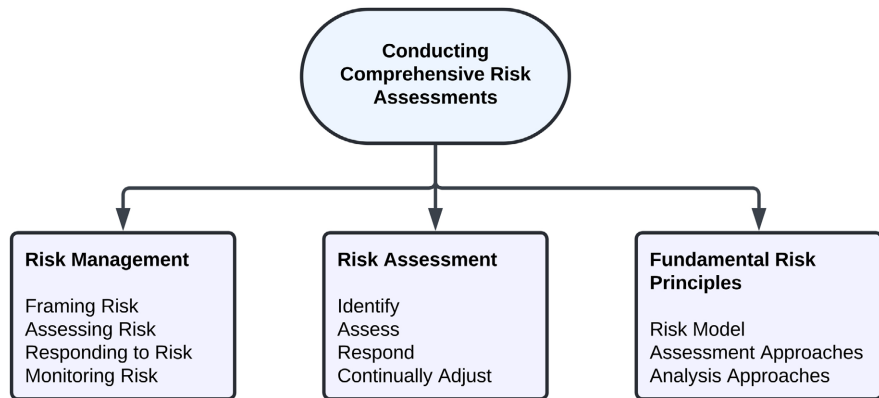 Conducting
Comprehensive Risk
Assessments
Risk Management
Framing Risk
Assessing Risk
Responding to Risk
Monitoring Risk
Risk Assessment
Identify
Assess
Respond
Continually Adjust
Fundamental Risk
Principles
Risk Model
Assessment Approaches
Analysis Approaches